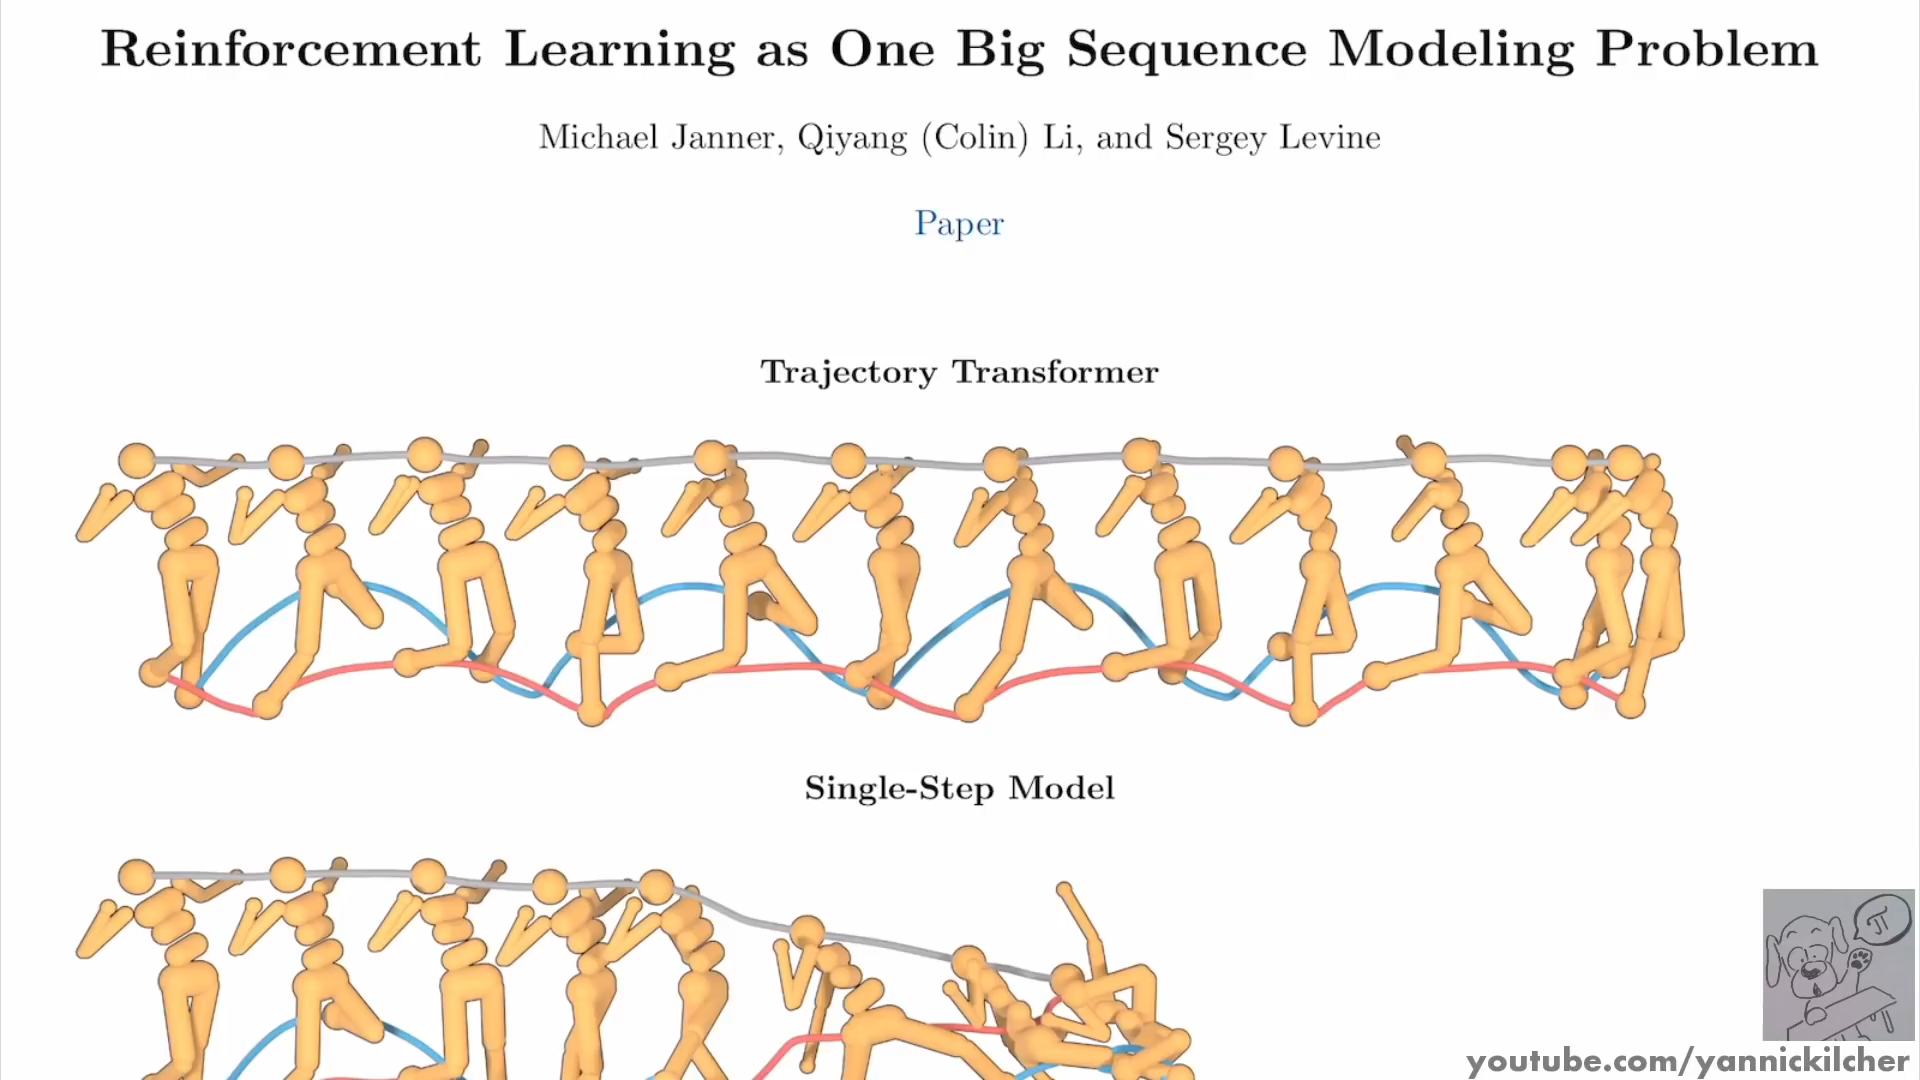 Reinforcement Learning as One Big Sequence Modeling Problem
Michael Janner, Qiyang (Colin) Li, and Sergey Levine
Paper
Trajectory Transformer
Single-Step Model
π
youtube.com/yannickilcher